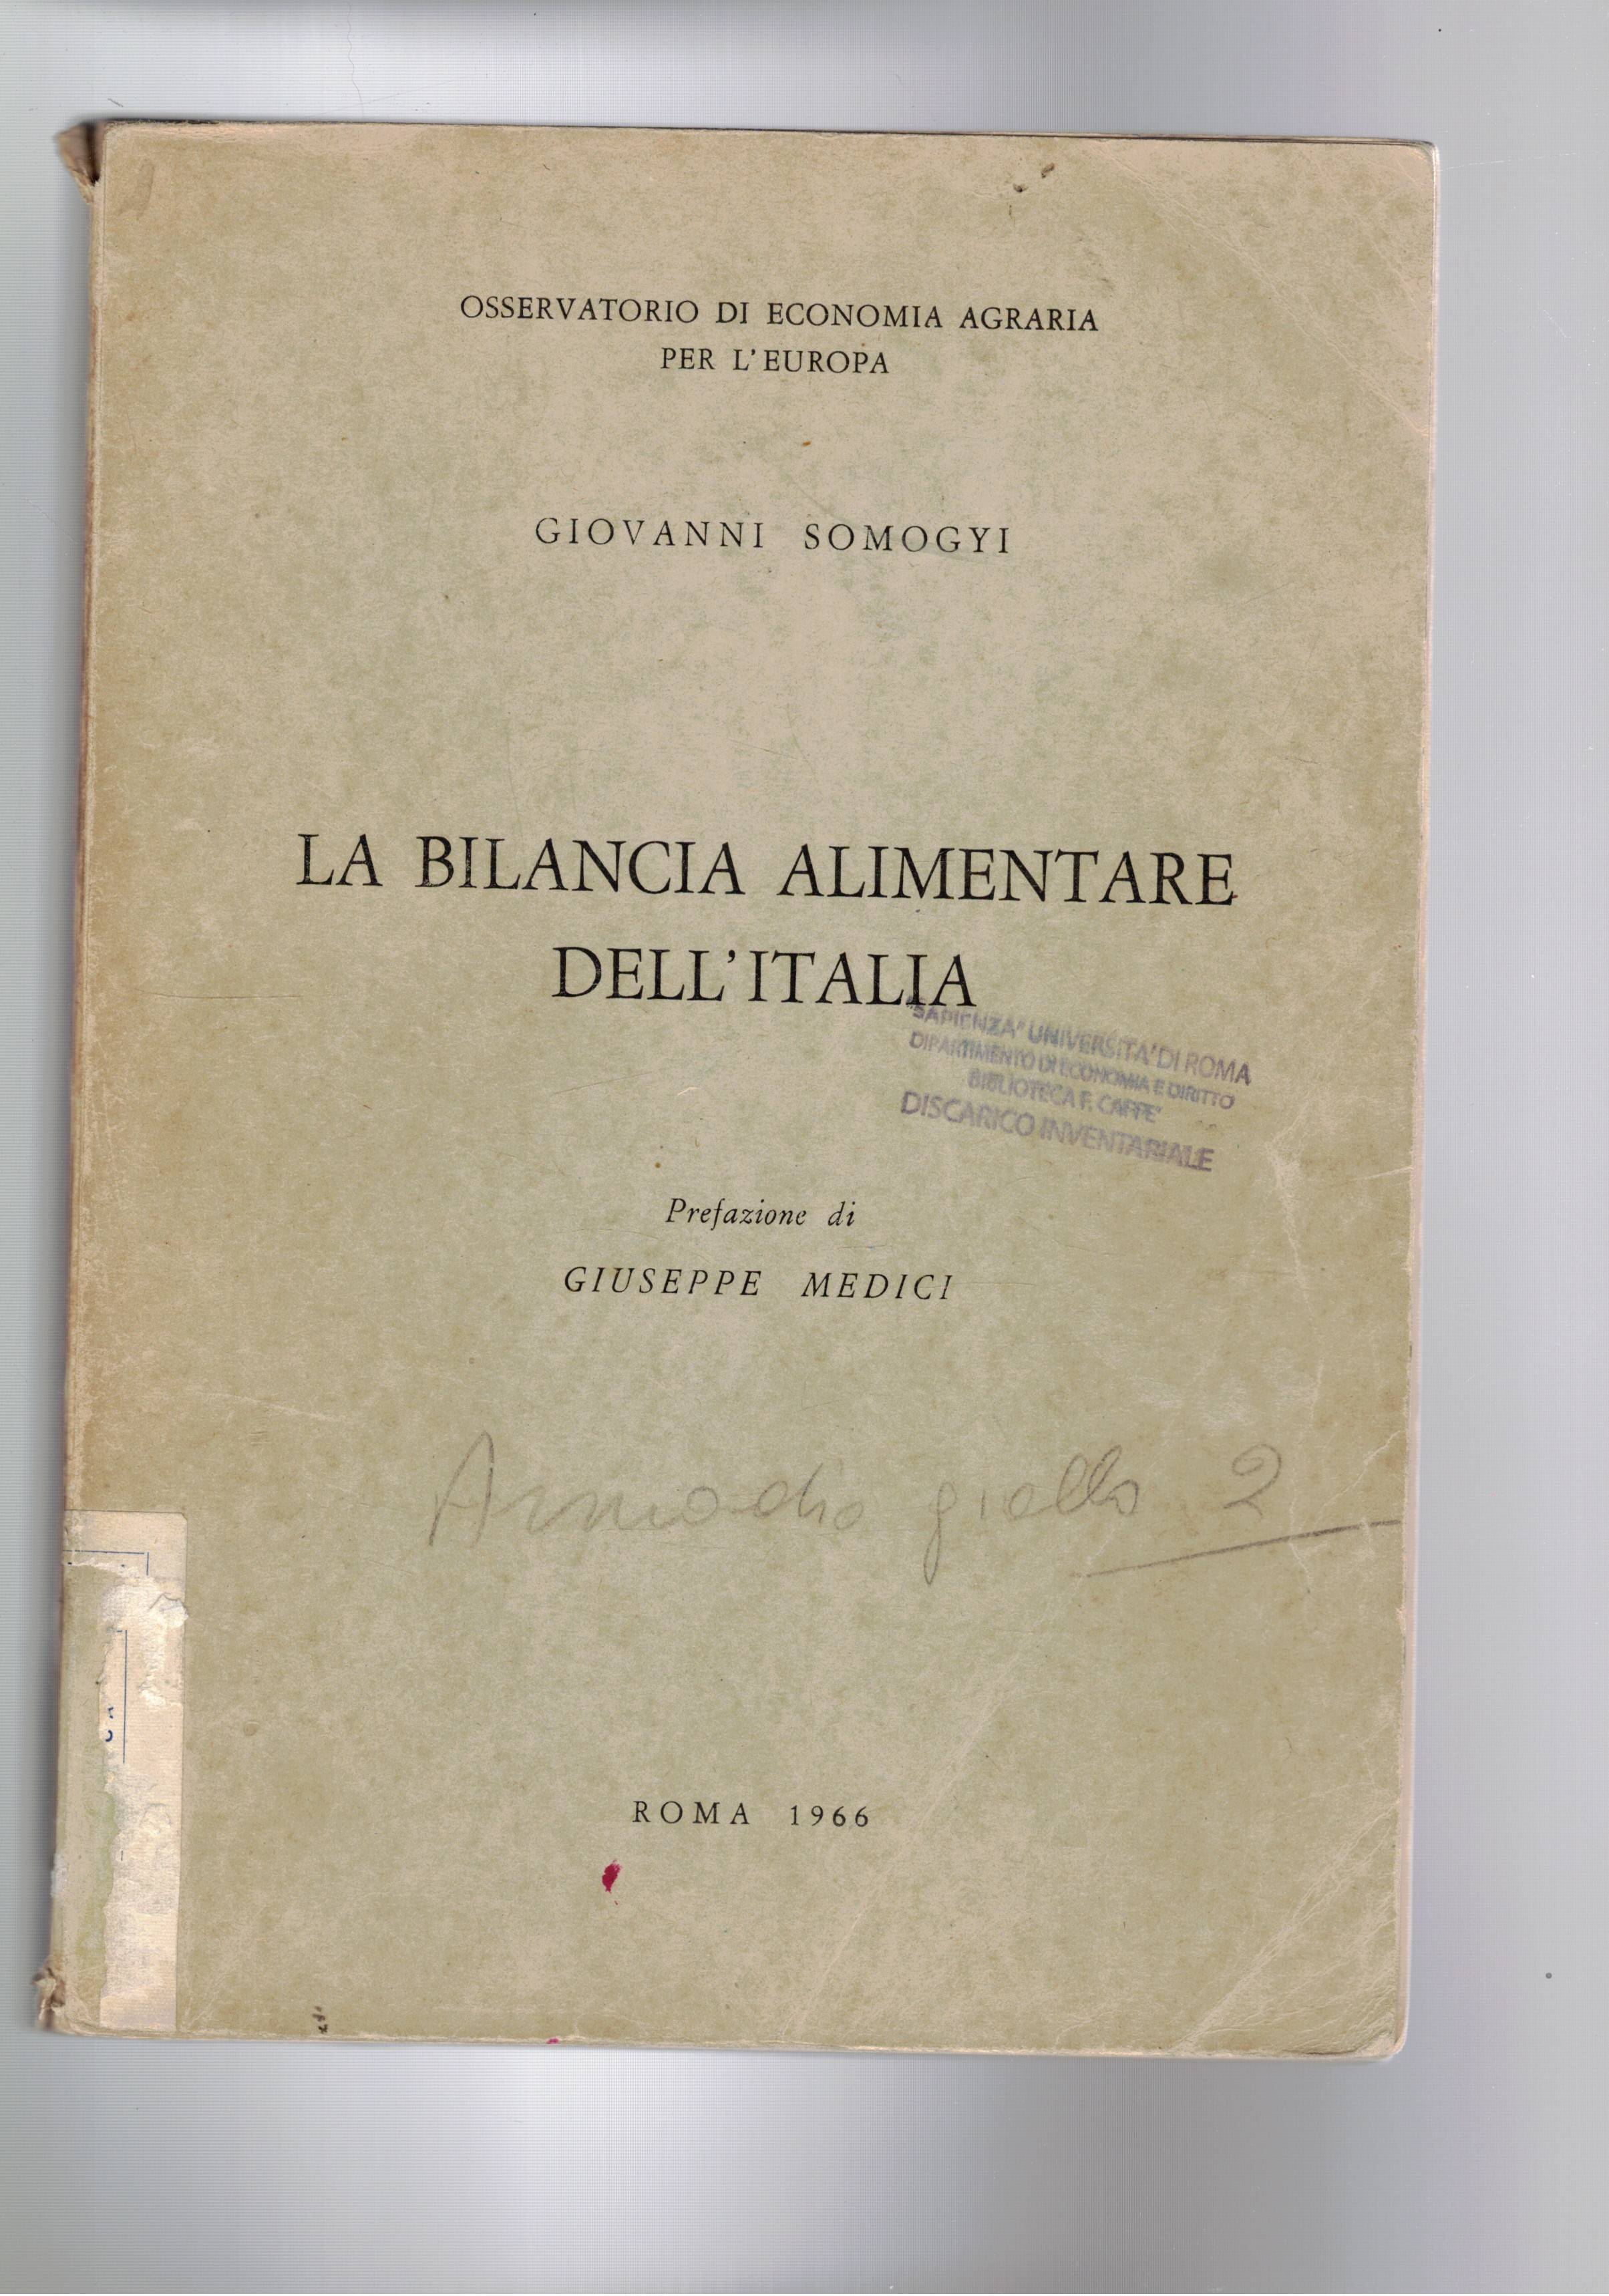 OSSERVATORIO DI ECONOMIA AGRARIA
PER L'EUROPA
GIOVANNI SOMOGYI
LA BILANCIA ALIMENTARE
DELL'ITALIA
"SAPIENZA" UNIVERSITA' DI ROMA
DIPARTIMENTO DI ECONOMIA E DIRITTO
BIBLIOTECA F. CAFFE'
DISCARICO INVENTARIALE
Prefazione di
GIUSEPPE MEDICI
Armadio giallo 2
ROMA 1966